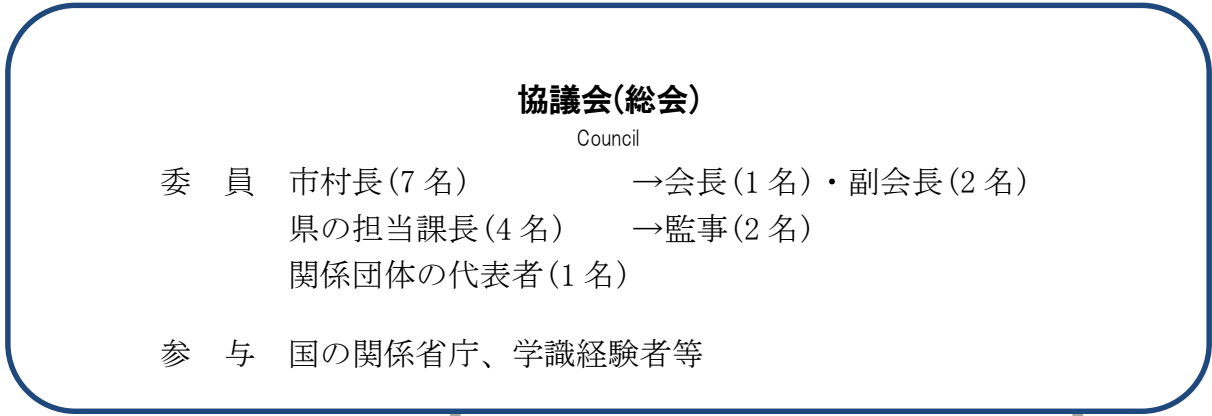 協議会(総会)
Council
委　員　市村長(7名)　　　　　→会長(1名)・副会長(2名)
県の担当課長(4名)　　→監事(2名)
関係団体の代表者(1名)
参　与　国の関係省庁、学識経験者等